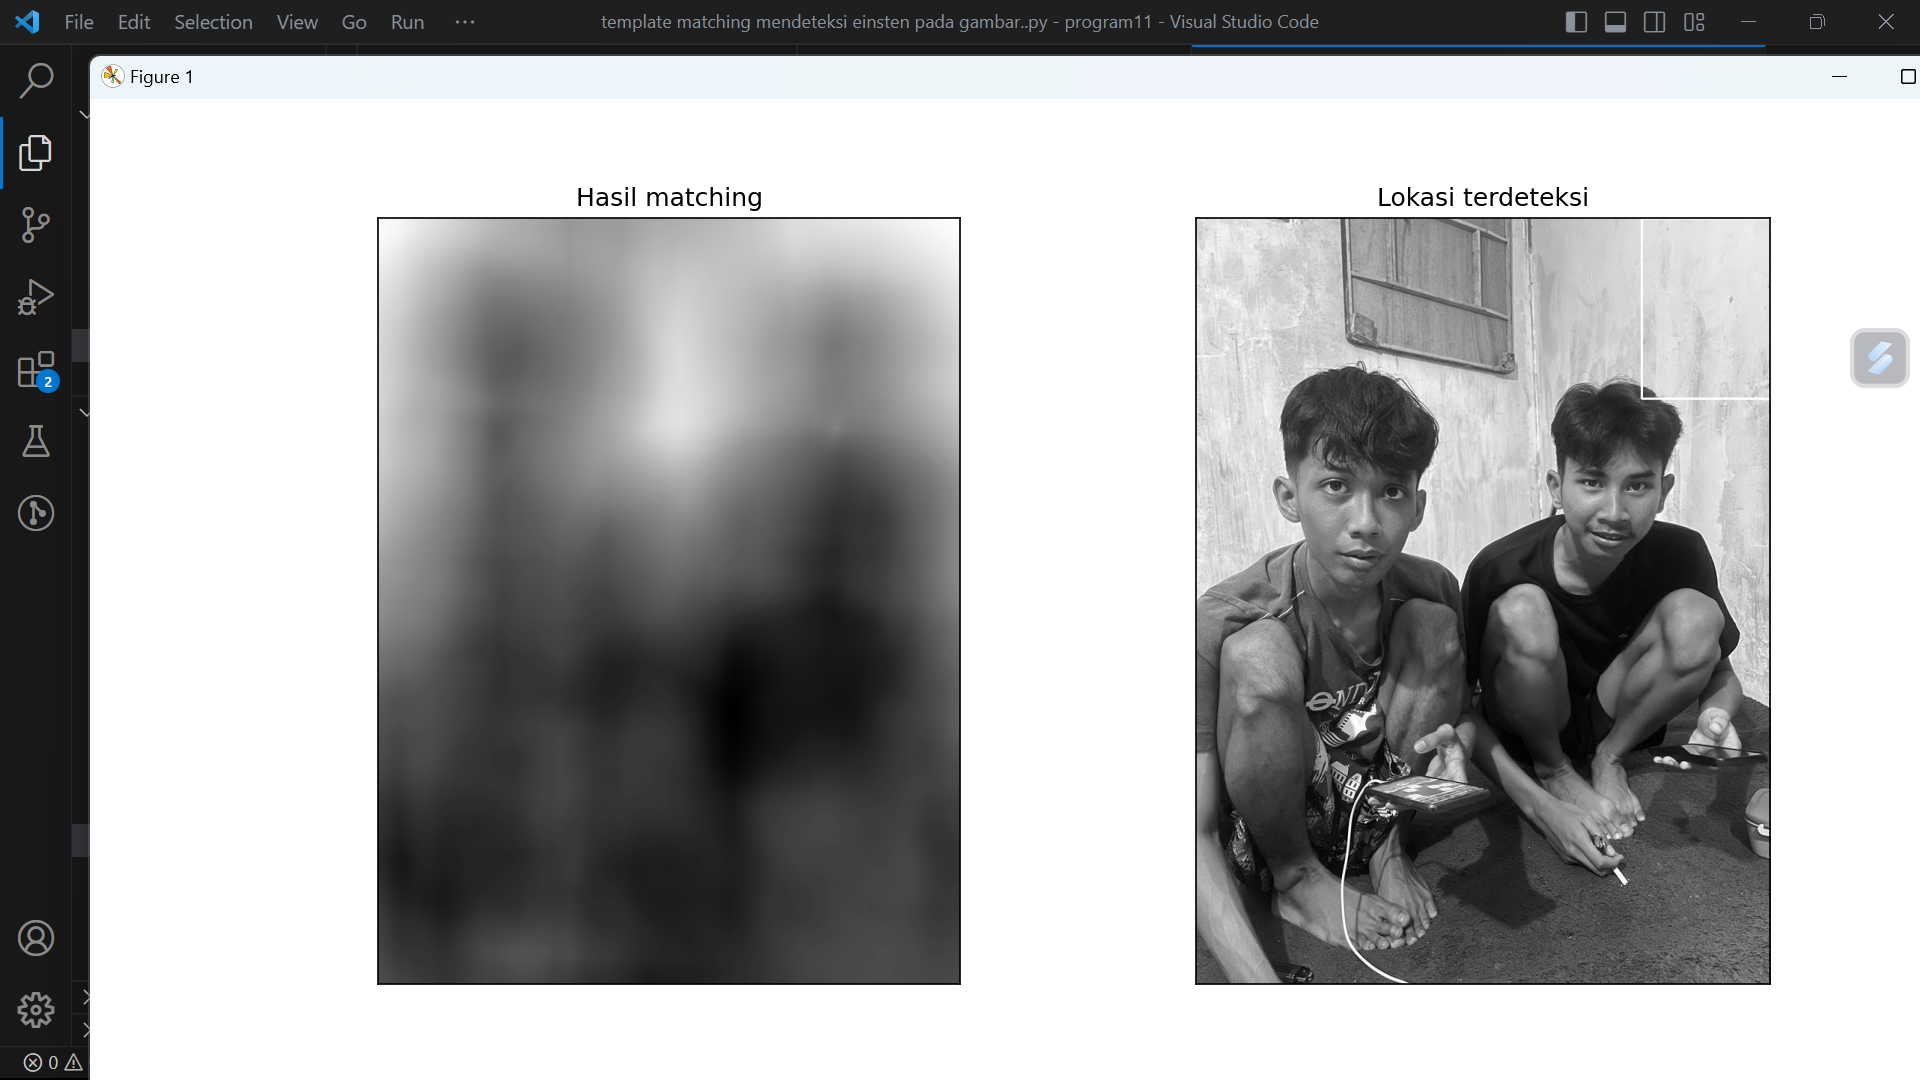 File Edit Selection View Go Run ··· template matching mendeteksi einsten pada gambar..py - program11 - Visual Studio Code
Figure 1
Hasil matching
Lokasi terdeteksi
2
0